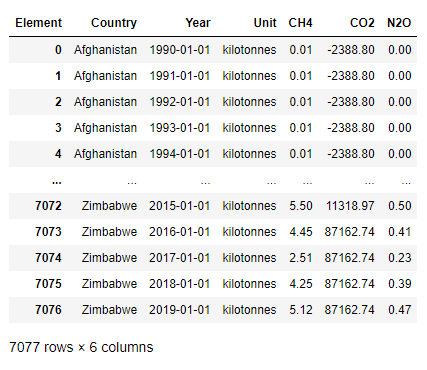 Element Country Year Unit CH4 CO2 N2O
0 Afghanistan 1990-01-01 kilotonnes 0.01 -2388.80 0.00
1 Afghanistan 1991-01-01 kilotonnes 0.01 -2388.80 0.00
2 Afghanistan 1992-01-01 kilotonnes 0.01 -2388.80 0.00
3 Afghanistan 1993-01-01 kilotonnes 0.01 -2388.80 0.00
4 Afghanistan 1994-01-01 kilotonnes 0.01 -2388.80 0.00
... ... ... ... ... ... ...
7072 Zimbabwe 2015-01-01 kilotonnes 5.50 11318.97 0.50
7073 Zimbabwe 2016-01-01 kilotonnes 4.45 87162.74 0.41
7074 Zimbabwe 2017-01-01 kilotonnes 2.51 87162.74 0.23
7075 Zimbabwe 2018-01-01 kilotonnes 4.25 87162.74 0.39
7076 Zimbabwe 2019-01-01 kilotonnes 5.12 87162.74 0.47
7077 rows × 6 columns